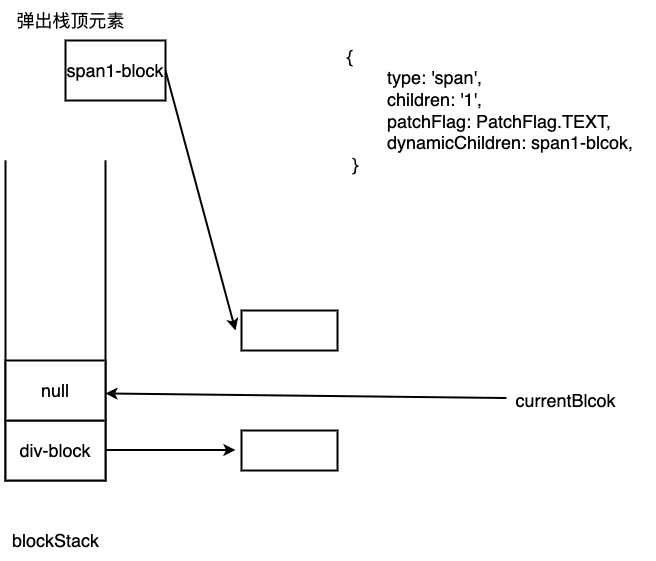 弹出栈顶元素
span1-block
{
type: 'span',
children: '1',
patchFlag: PatchFlag.TEXT,
dynamicChildren: span1-blcok,
}
null
currentBlcok
div-block
blockStack